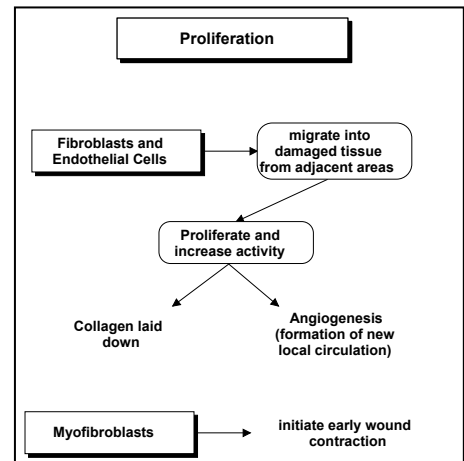 Proliferation
Fibroblasts and
Endothelial Cells
migrate into
damaged tissue
from adjacent areas
Proliferate and
increase activity
Collagen laid
down
Angiogenesis
(formation of new
local circulation)
Myofibroblasts
initiate early wound
contraction